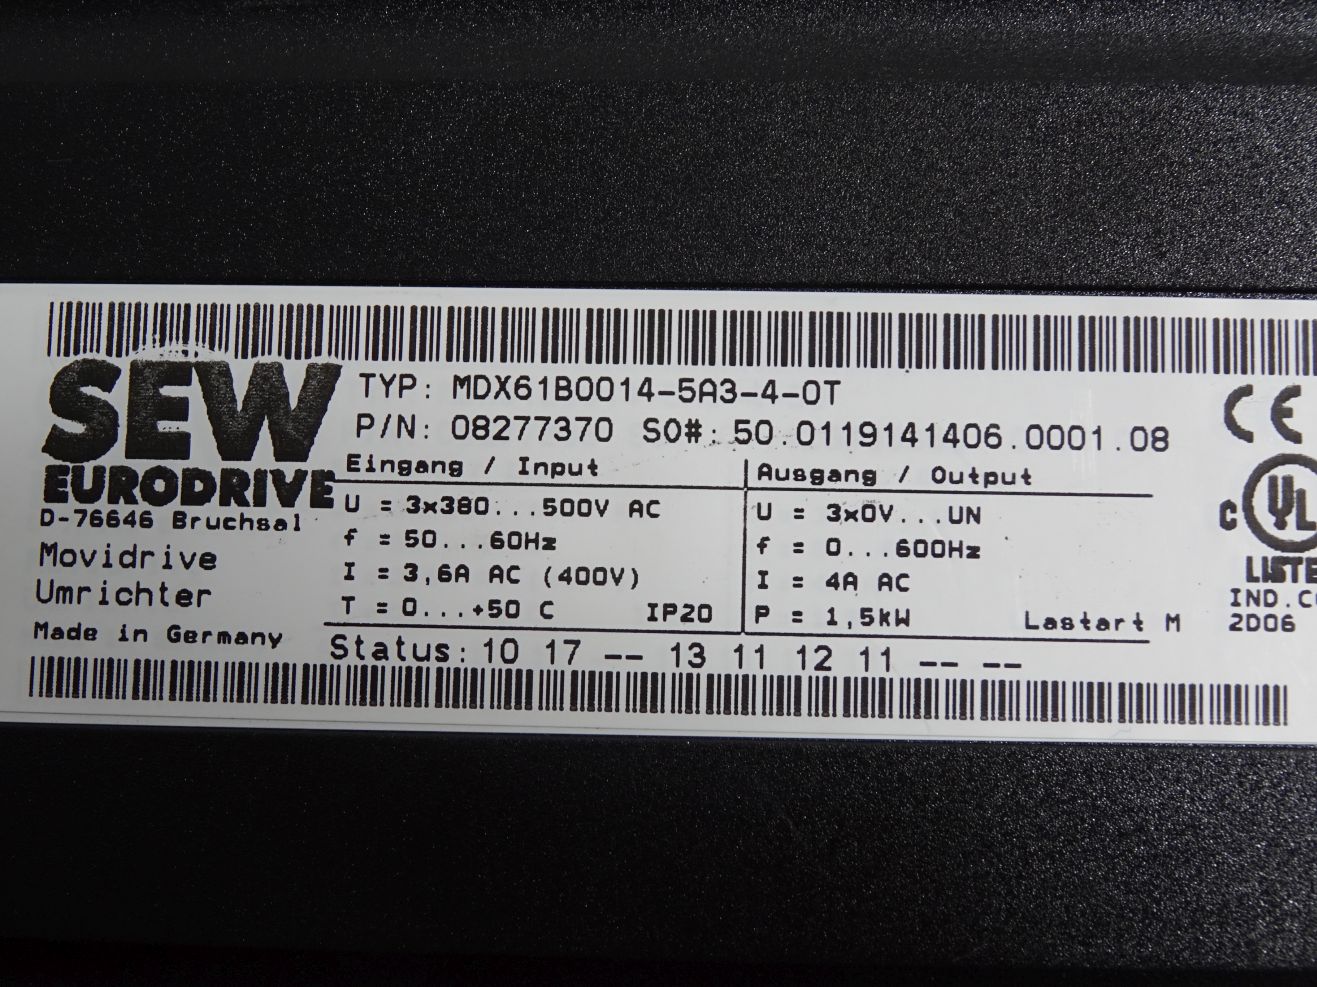 SEW
EURODRIVE
D-76646 Bruchsal
Movidrive
Umrichter
Made in Germany
TYP: MDX61B0014-5A3-4-0T
P/N: 08277370 SO#: 50.0119141406.0001.08
Eingang / Input
U = 3x380...500V AC
f = 50...60Hz
I = 3,6A AC (400V)
T = 0...+50 C IP20
Ausgang / Output
U = 3x0V...UN
f = 0...600Hz
I = 4A AC
P = 1,5kW Lastart M
Status: 10 17 -- 13 11 12 11 -- --
CE
C UL
IND.
2D06